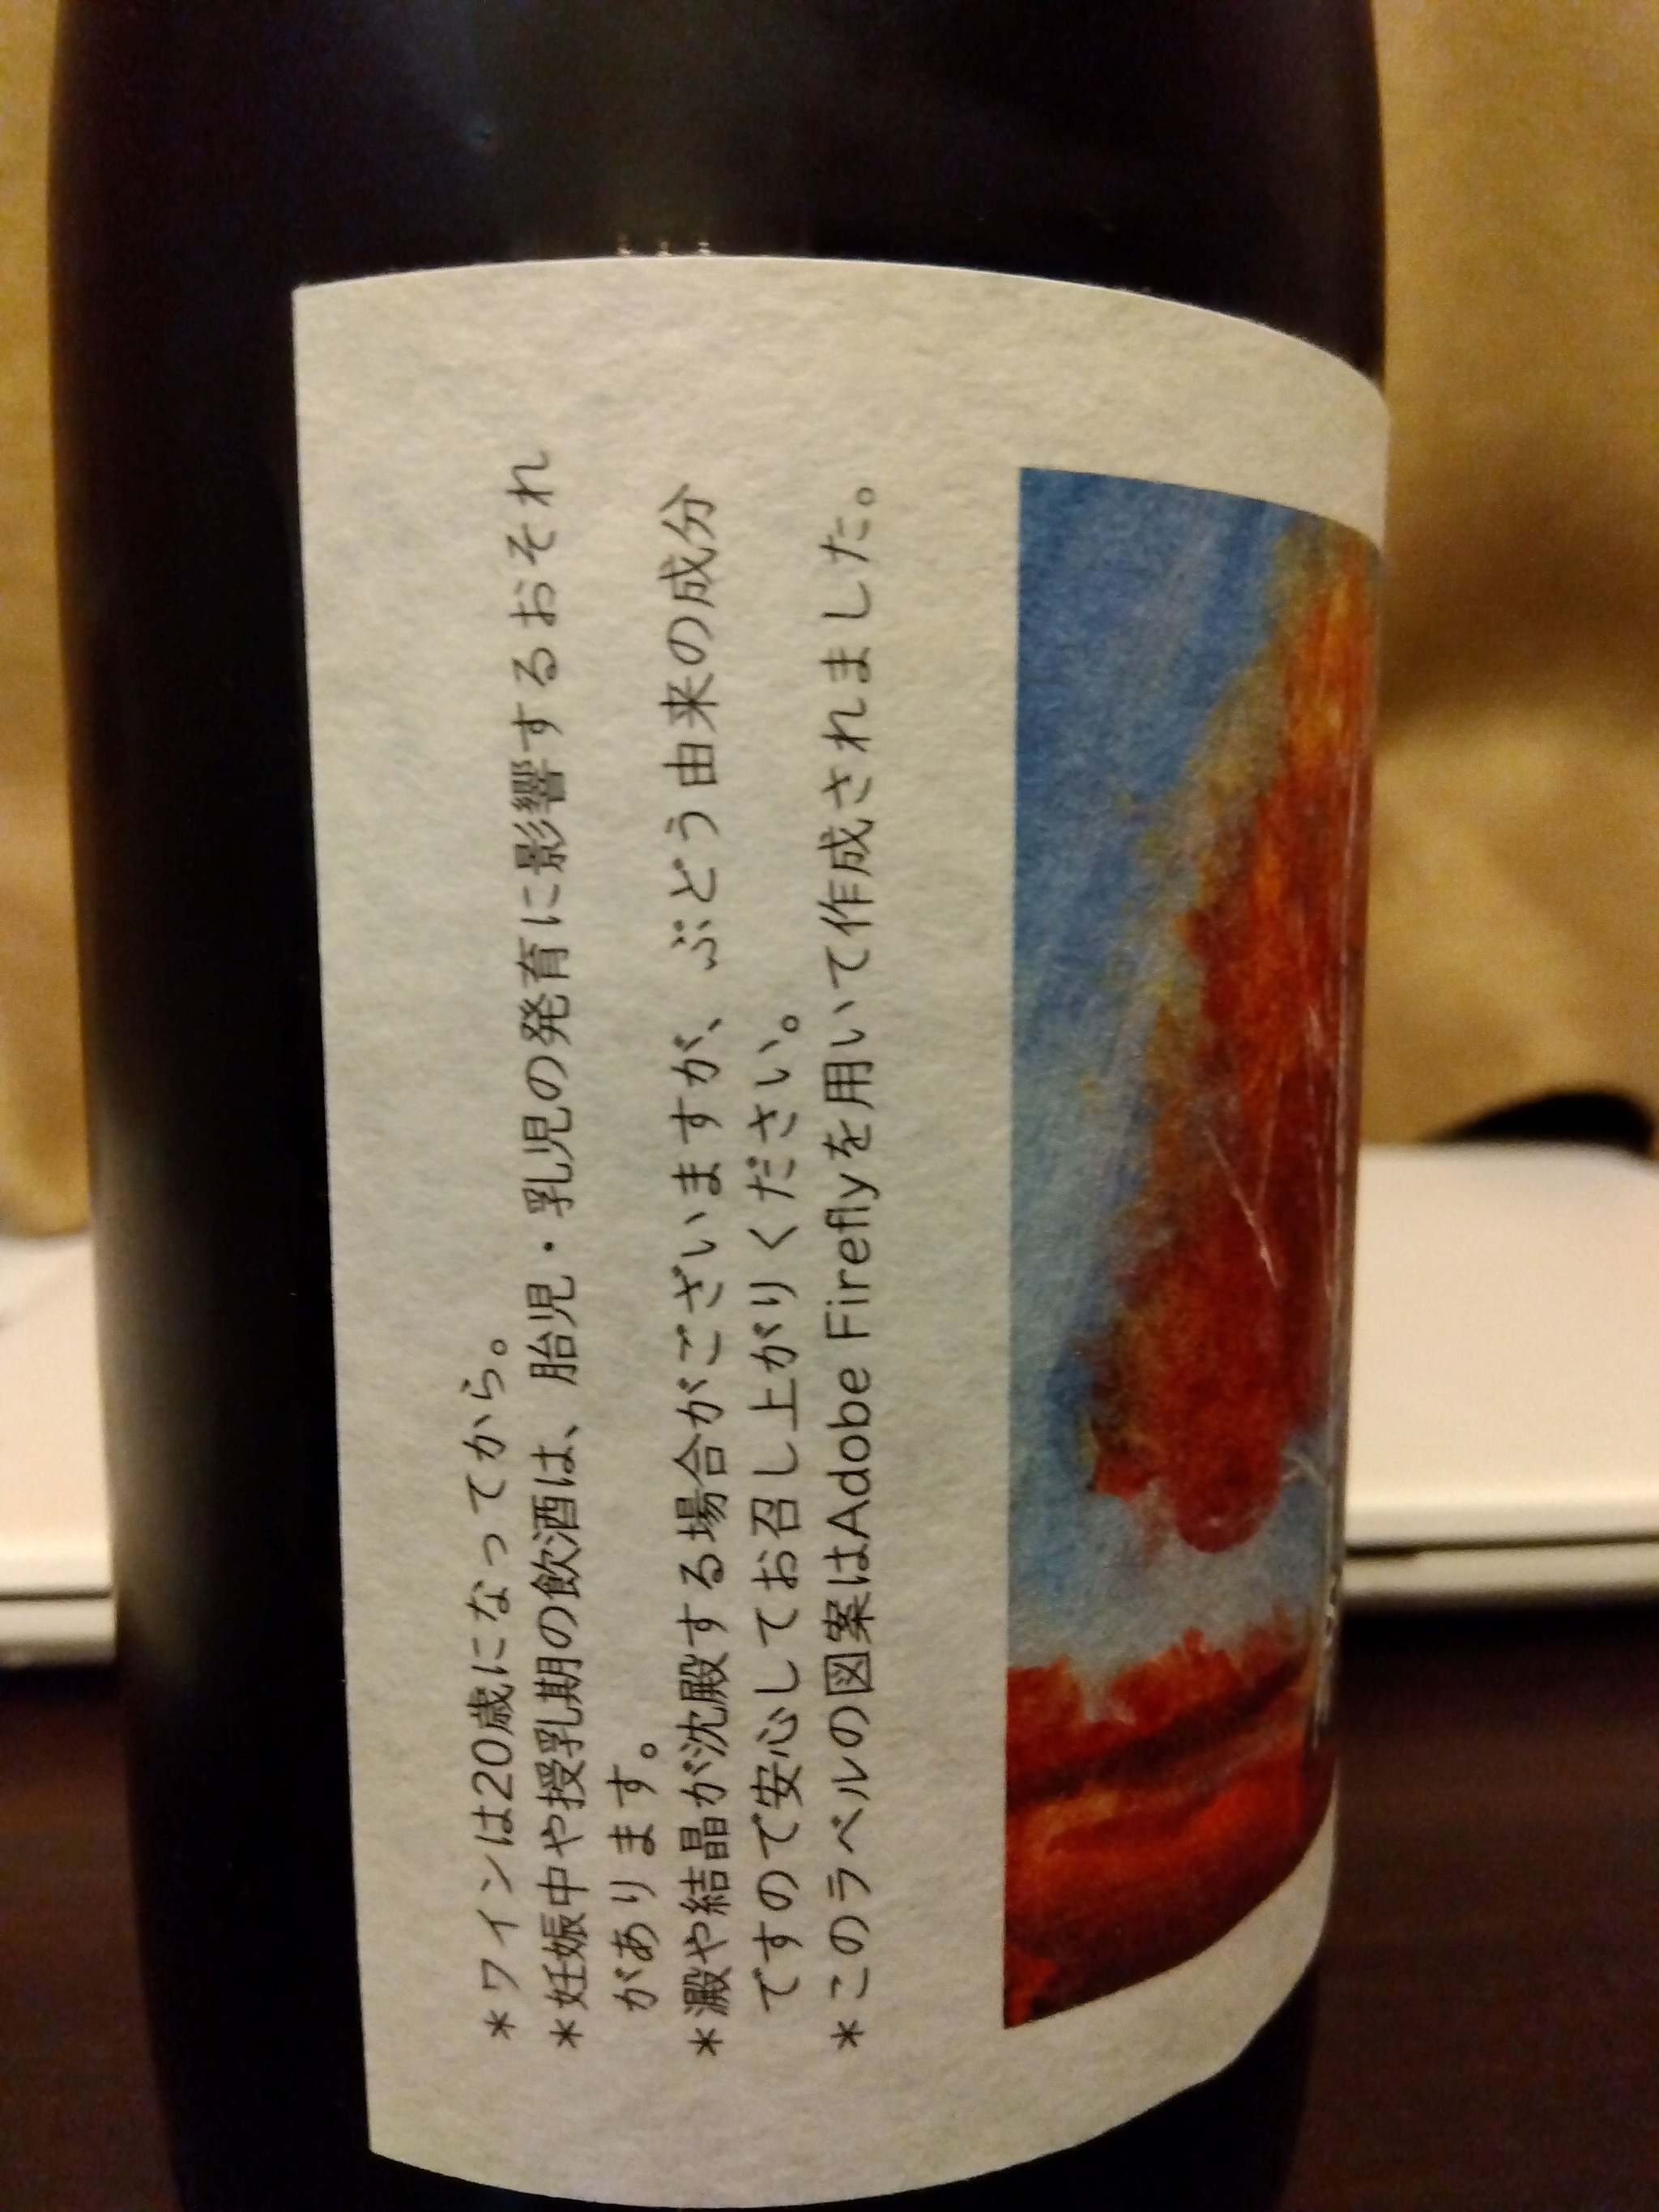 ＊ワインは20歳になってから。
＊妊娠中や授乳期の飲酒は、胎児・乳児の発育に影響するおそれ
があります。
＊澱や結晶が沈殿する場合がございますが、ぶどう由来の成分
ですので安心してお召し上がりください。
＊このラベルの図案はAdobe Fireflyを用いて作成されました。